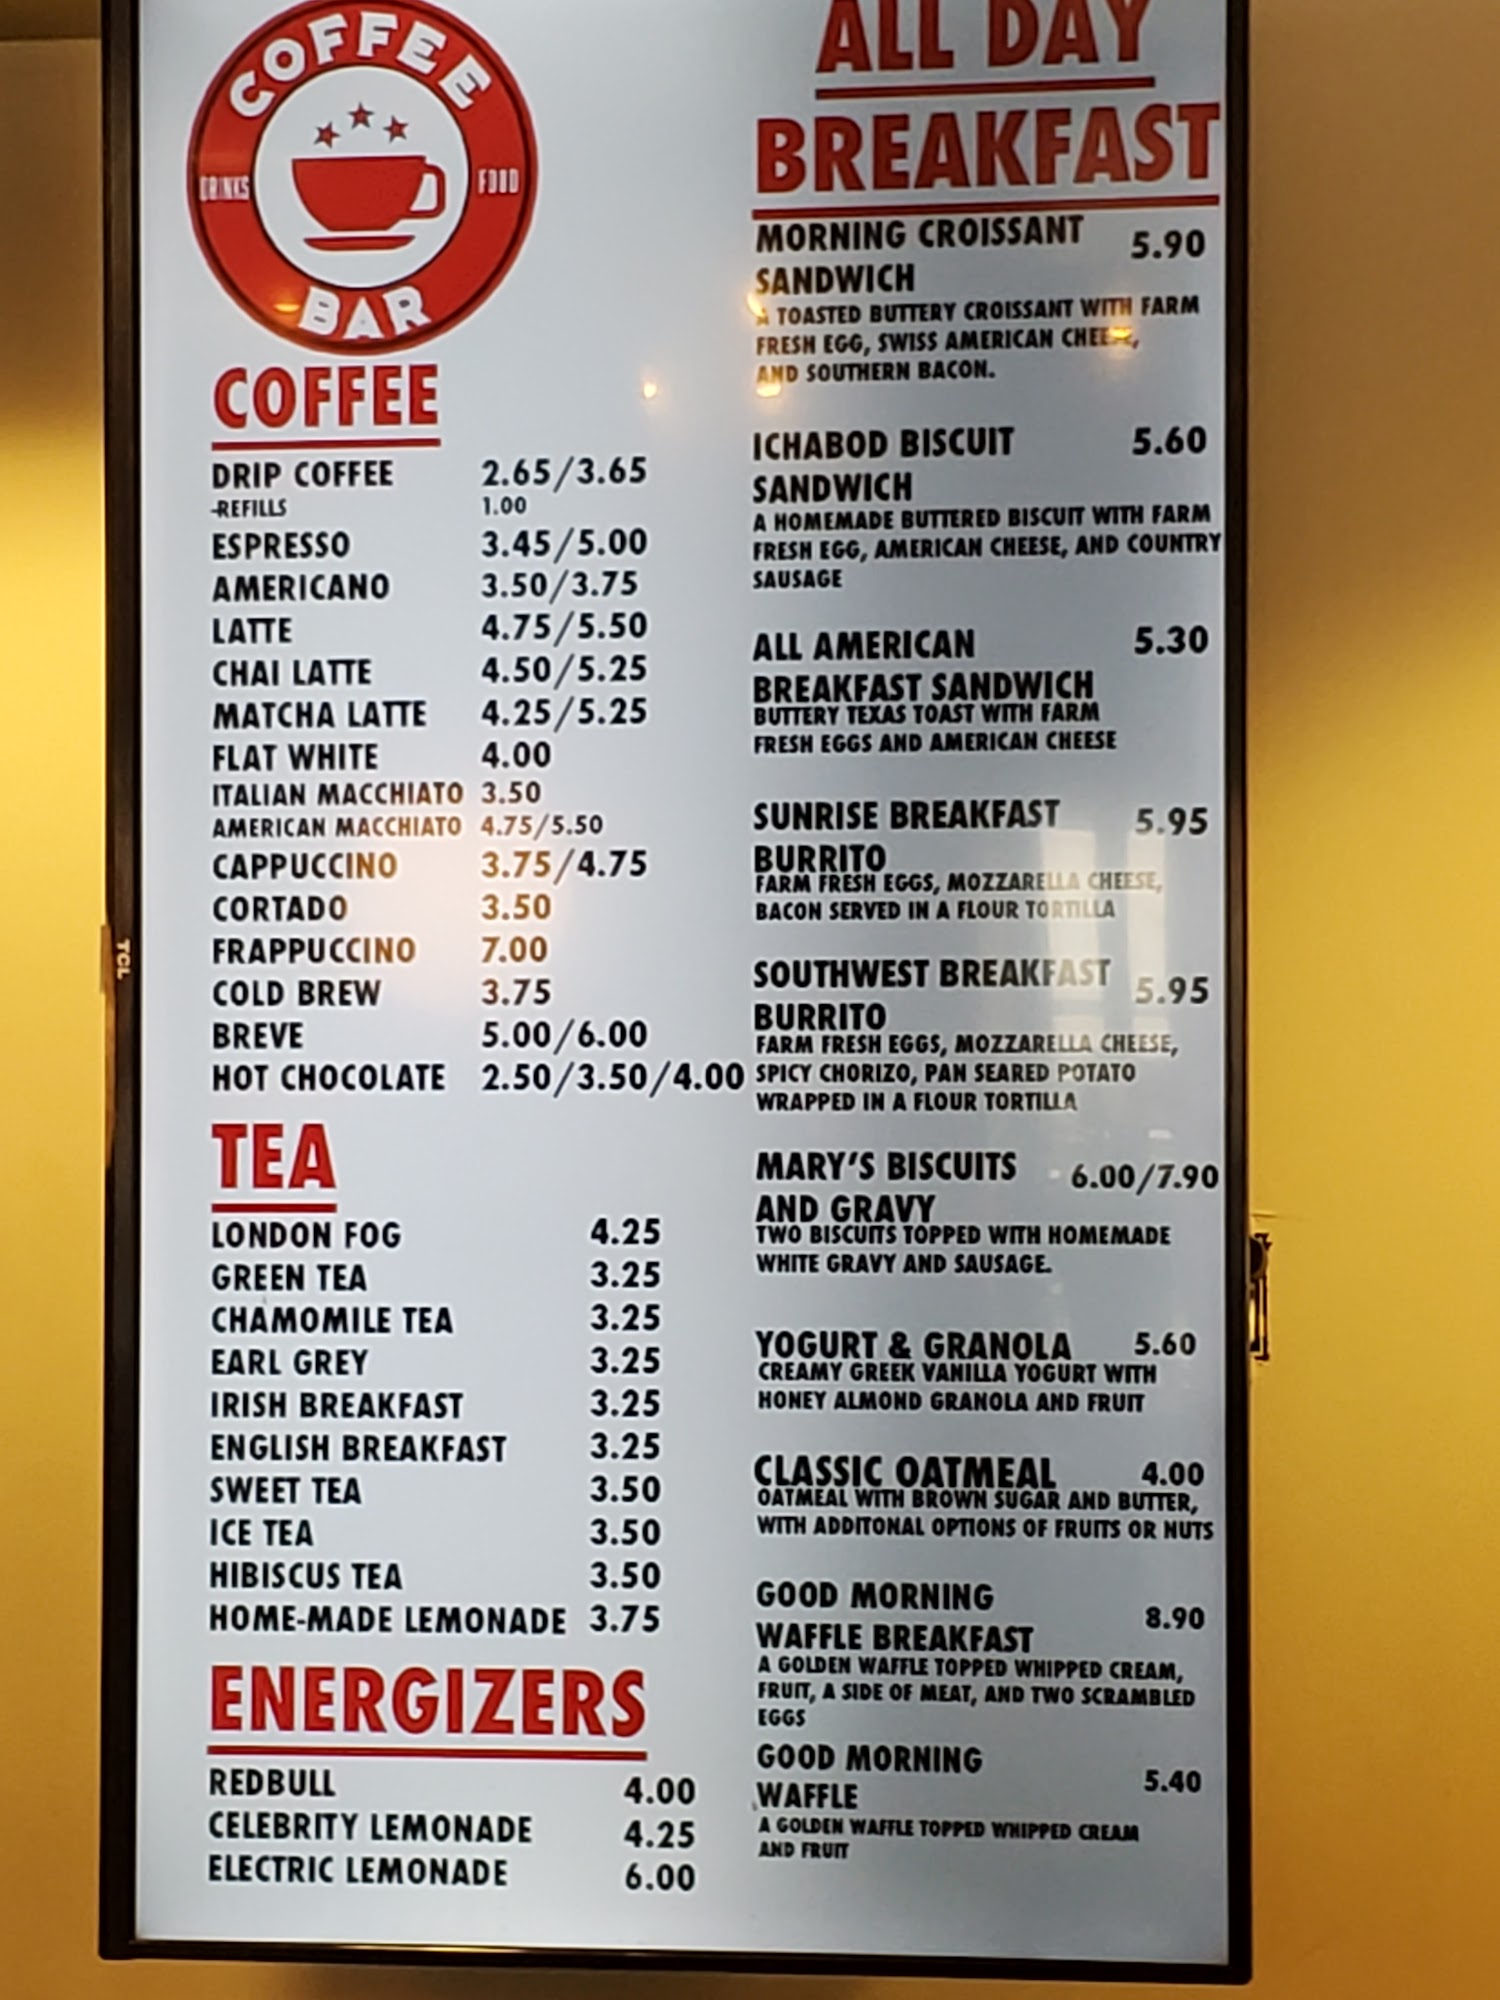 COFFEE
DRINKS
FOOD
BAR
COFFEE
DRIP COFFEE 2.65/3.65
-REFILLS 1.00
ESPRESSO 3.45/5.00
AMERICANO 3.50/3.75
LATTE 4.75/5.50
CHAI LATTE 4.50/5.25
MATCHA LATTE 4.25/5.25
FLAT WHITE 4.00
ITALIAN MACCHIATO 3.50
AMERICAN MACCHIATO 4.75/5.50
CAPPUCCINO 3.75/4.75
CORTADO 3.50
FRAPPUCCINO 7.00
COLD BREW 3.75
BREVE 5.00/6.00
HOT CHOCOLATE 2.50/3.50/4.00
TEA
LONDON FOG 4.25
GREEN TEA 3.25
CHAMOMILE TEA 3.25
EARL GREY 3.25
IRISH BREAKFAST 3.25
ENGLISH BREAKFAST 3.25
SWEET TEA 3.50
ICE TEA 3.50
HIBISCUS TEA 3.50
HOME-MADE LEMONADE 3.75
ENERGIZERS
REDBULL 4.00
CELEBRITY LEMONADE 4.25
ELECTRIC LEMONADE 6.00
ALL DAY
BREAKFAST
MORNING CROISSANT 5.90
SANDWICH
A TOASTED BUTTERY CROISSANT WITH FARM
FRESH EGG, SWISS AMERICAN CHEESE,
AND SOUTHERN BACON.
ICHABOD BISCUIT 5.60
SANDWICH
A HOMEMADE BUTTERED BISCUIT WITH FARM
FRESH EGG, AMERICAN CHEESE, AND COUNTRY
SAUSAGE
ALL AMERICAN 5.30
BREAKFAST SANDWICH
BUTTERY TEXAS TOAST WITH FARM
FRESH EGGS AND AMERICAN CHEESE
SUNRISE BREAKFAST 5.95
BURRITO
FARM FRESH EGGS, MOZZARELLA CHEESE,
BACON SERVED IN A FLOUR TORTILLA
SOUTHWEST BREAKFAST 5.95
BURRITO
FARM FRESH EGGS, MOZZARELLA CHEESE,
SPICY CHORIZO, PAN SEARED POTATO
WRAPPED IN A FLOUR TORTILLA
MARY'S BISCUITS 6.00/7.90
AND GRAVY
TWO BISCUITS TOPPED WITH HOMEMADE
WHITE GRAVY AND SAUSAGE.
YOGURT & GRANOLA 5.60
CREAMY GREEK VANILLA YOGURT WITH
HONEY ALMOND GRANOLA AND FRUIT
CLASSIC OATMEAL 4.00
OATMEAL WITH BROWN SUGAR AND BUTTER,
WITH ADDITONAL OPTIONS OF FRUITS OR NUTS
GOOD MORNING 8.90
WAFFLE BREAKFAST
A GOLDEN WAFFLE TOPPED WHIPPED CREAM,
FRUIT, A SIDE OF MEAT, AND TWO SCRAMBLED
EGGS
GOOD MORNING 5.40
WAFFLE
A GOLDEN WAFFLE TOPPED WHIPPED CREAM
AND FRUIT
TCL